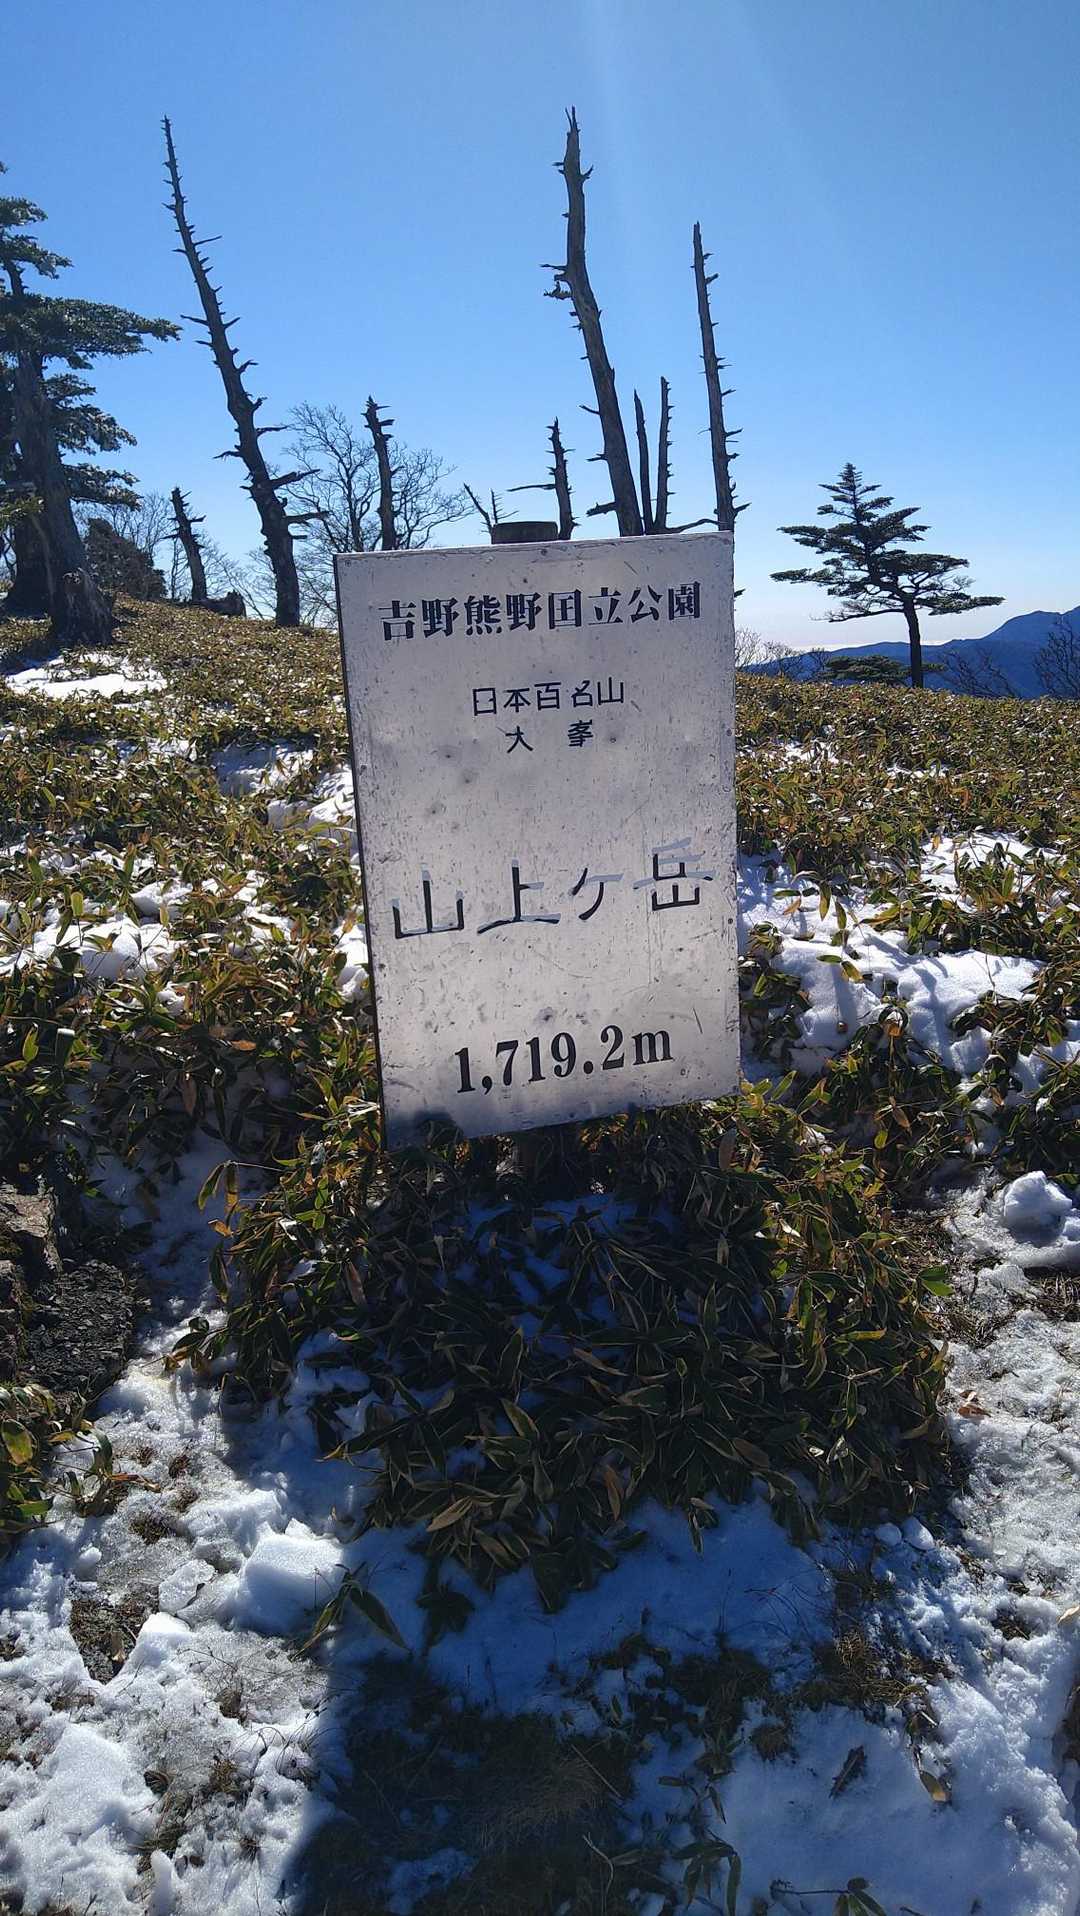 吉野熊野国立公園
日本百名山
大峯
山上ヶ岳
1,719.2m